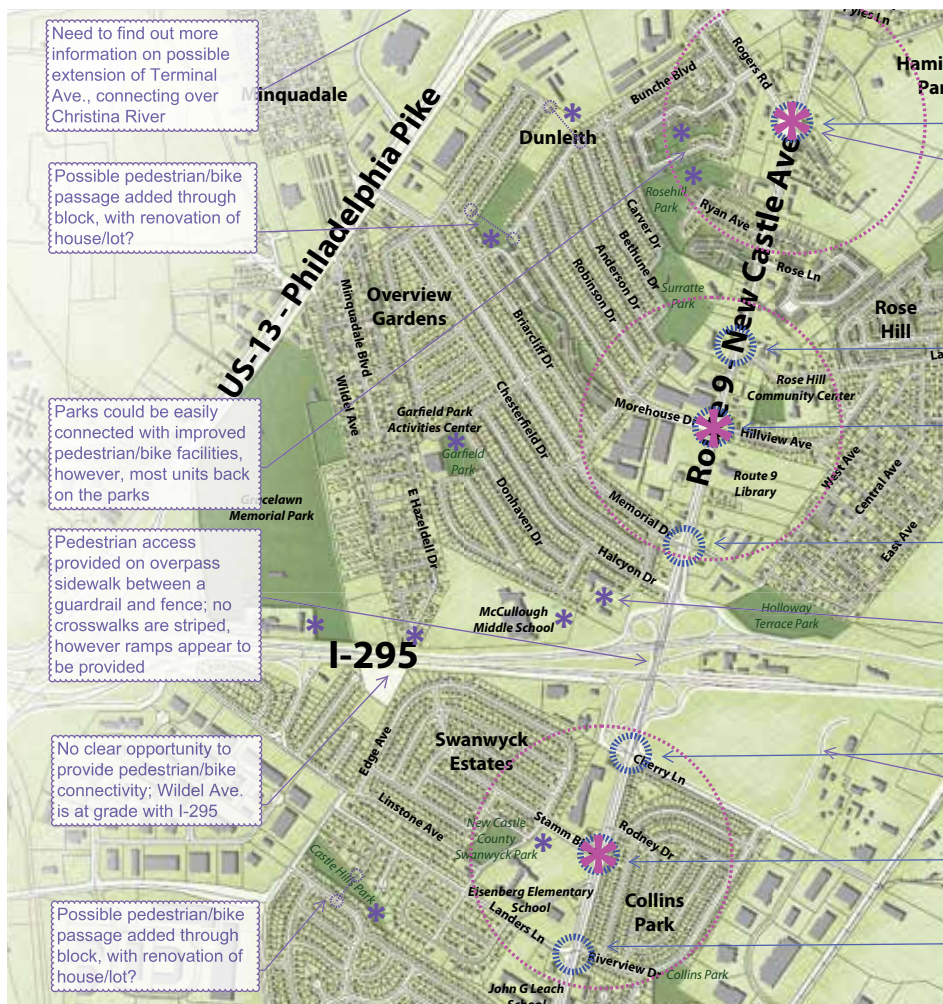 Need to find out more
information on possible
extension of Terminal
Ave., connecting over
Christina River
Possible pedestrian/bike
passage added through
block, with renovation of
house/lot?
Parks could be easily
connected with improved
pedestrian/bike facilities,
however, most units back
on the parks
Pedestrian access
provided on overpass
sidewalk between a
guardrail and fence; no
crosswalks are striped,
however ramps appear to
be provided
No clear opportunity to
provide pedestrian/bike
connectivity; Wildel Ave.
is at grade with I-295
Possible pedestrian/bike
passage added through
block, with renovation of
house/lot?
Pyles Ln
Rogers Rd
Hami
Par
Bunche Blvd
inquadale
Dunleith
US-13 - Philadelphia Pike
Rosehill
Park
Ryan Ave
Carver Dr
Bethune Dr
Anderson Dr
Robinson Dr
Rose Ln
Surratte
Park
Rose
Hill
La
Overview
Gardens
Minquadale Blvd
Wildel Ave
Briarcliff Dr
Chesterfield Dr
Route 9 - New Castle Ave
Rose Hill
Community Center
Morehouse Dr
Hillview Ave
Garfield Park
Activities Center
Garfield
Park
Route 9
Library
West Ave
Central Ave
East Ave
Gracelawn
Memorial Park
E Hazeldell Dr
Donhaven Dr
Memorial Dr
Halcyon Dr
McCullough
Middle School
Holloway
Terrace Park
I-295
Edge Ave
Swanwyck
Estates
Cherry Ln
Linstone Ave
New Castle
County
Swanwyck Park
Stamm B
Rodney Dr
Castle Hills Park
Eisenberg Elementary
School
Collins
Park
Landers Ln
Riverview Dr
Collins Park
John G Leach
School